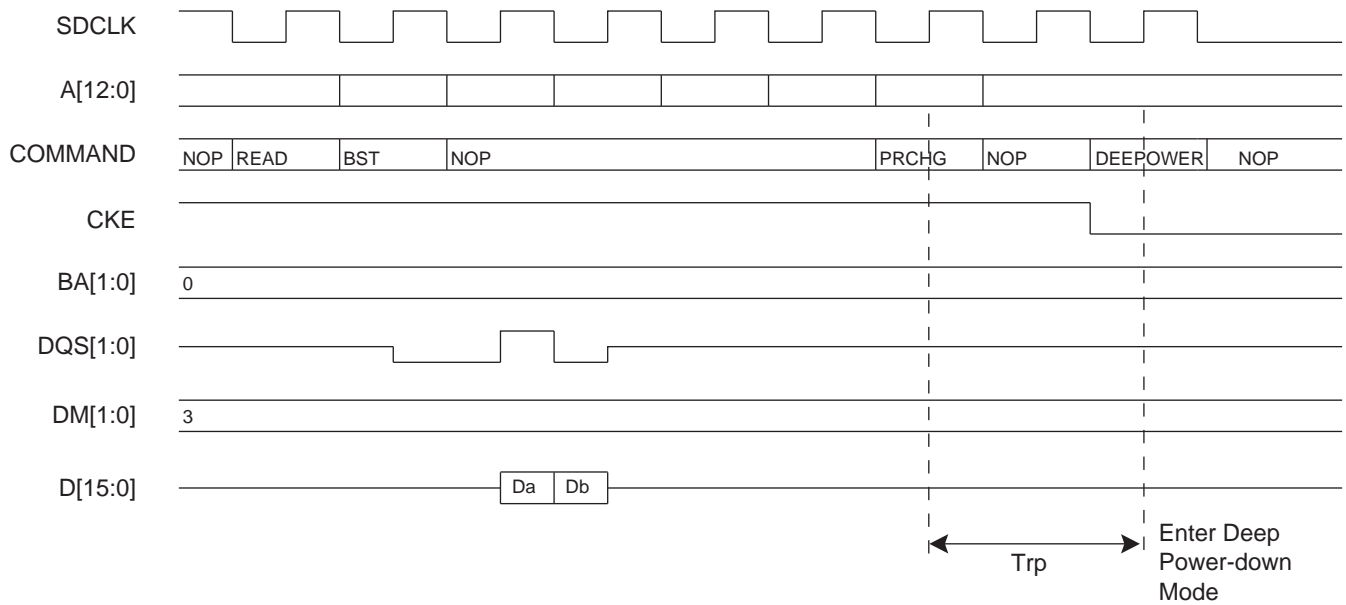 SDCLK
A[12:0]
COMMAND NOP READ BST NOP PRCHG NOP DEEPOWER NOP
CKE
BA[1:0] 0
DQS[1:0]
DM[1:0] 3
D[15:0] Da Db
Trp
Enter Deep
Power-down
Mode